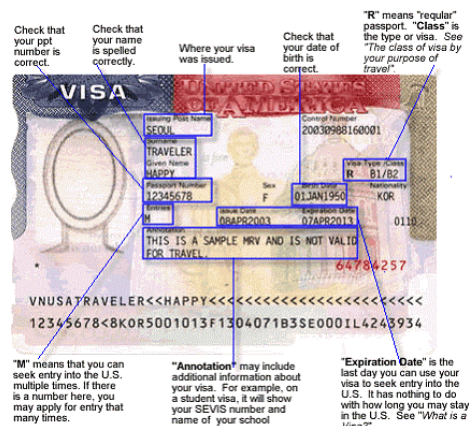 Check that
your ppt
number is
correct.
Check that
your name
is spelled
correctly.
Where your visa
was issued.
Check that
your date of
birth is
correct.
"R" means "regular"
passport. "Class" is
the type or visa. See
"The class of visa by
your purpose of
travel".
VISA
UNITED STATES
OF AMERICA
Issuing Post Name
SEOUL
Control Number
20030988160001
Surname
TRAVELER
Given Name
HAPPY
Visa Type /Class
R B1/B2
Passport Number
12345678
Sex
F
Birth Date
01JAN1950
Nationality
KOR
Entries
M
Issue Date
08APR2003
Expiration Date
07APR2013
0110
Annotation
THIS IS A SAMPLE MRV AND IS NOT VALID
FOR TRAVEL.
*
64784257
VNUSATRAVELER<<HAPPY<<<<<<<<<<<<<<<<<<<<<<<<
12345678<8KOR5001013F1304071B3SE000IL4243934
"M" means that you can
seek entry into the U.S.
multiple times. If there
is a number here, you
may apply for entry that
many times.
"Annotation" may include
additional information about
your visa. For example, on
a student visa, it will show
your SEVIS number and
name of your school
"Expiration Date" is the
last day you can use your
visa to seek entry into the
U.S. It has nothing to do
with how long you may stay
in the U.S. See "What is a
Visa?"